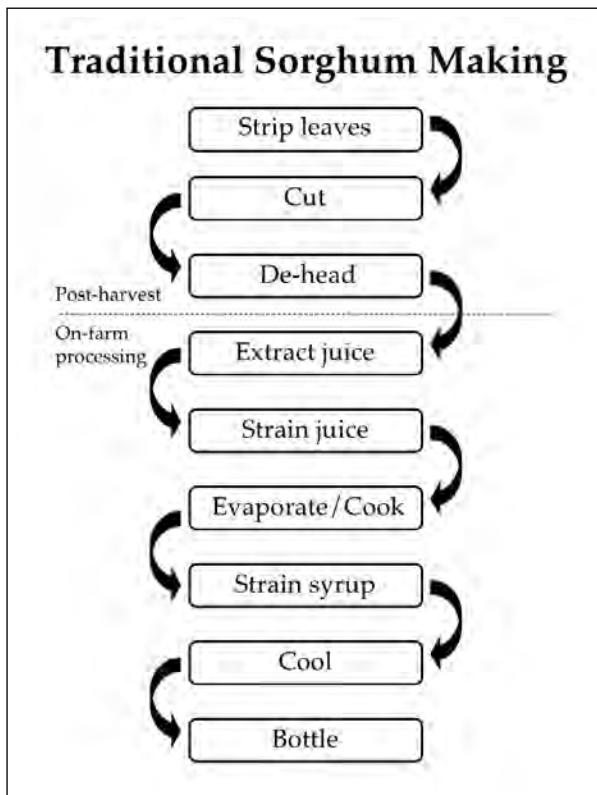 Traditional Sorghum Making
Strip leaves
Cut
De-head
Post-harvest
On-farm
processing
Extract juice
Strain juice
Evaporate/Cook
Strain syrup
Cool
Bottle